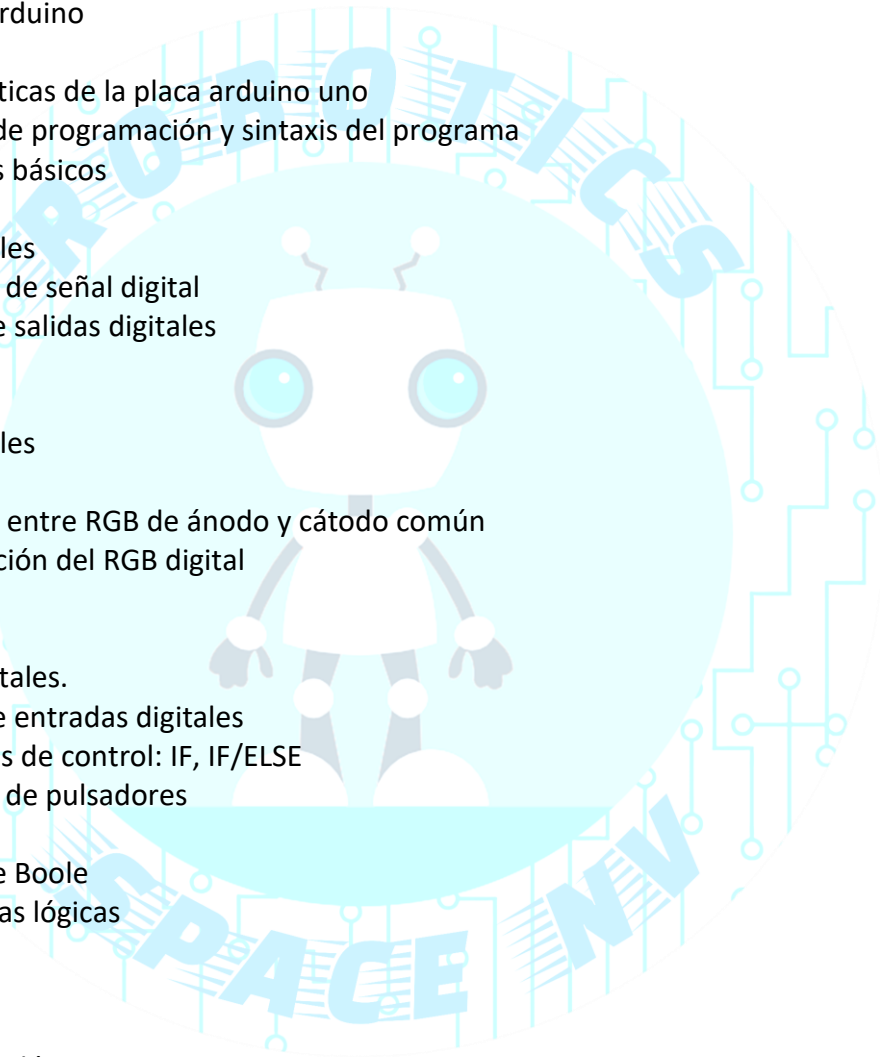 rduino
ticas de la placa arduino uno
de programación y sintaxis del programa
s básicos
les
de señal digital
e salidas digitales
les
entre RGB de ánodo y cátodo común
ción del RGB digital
tales.
e entradas digitales
s de control: IF, IF/ELSE
de pulsadores
e Boole
as lógicas
ROBOTICS
SPACE NV